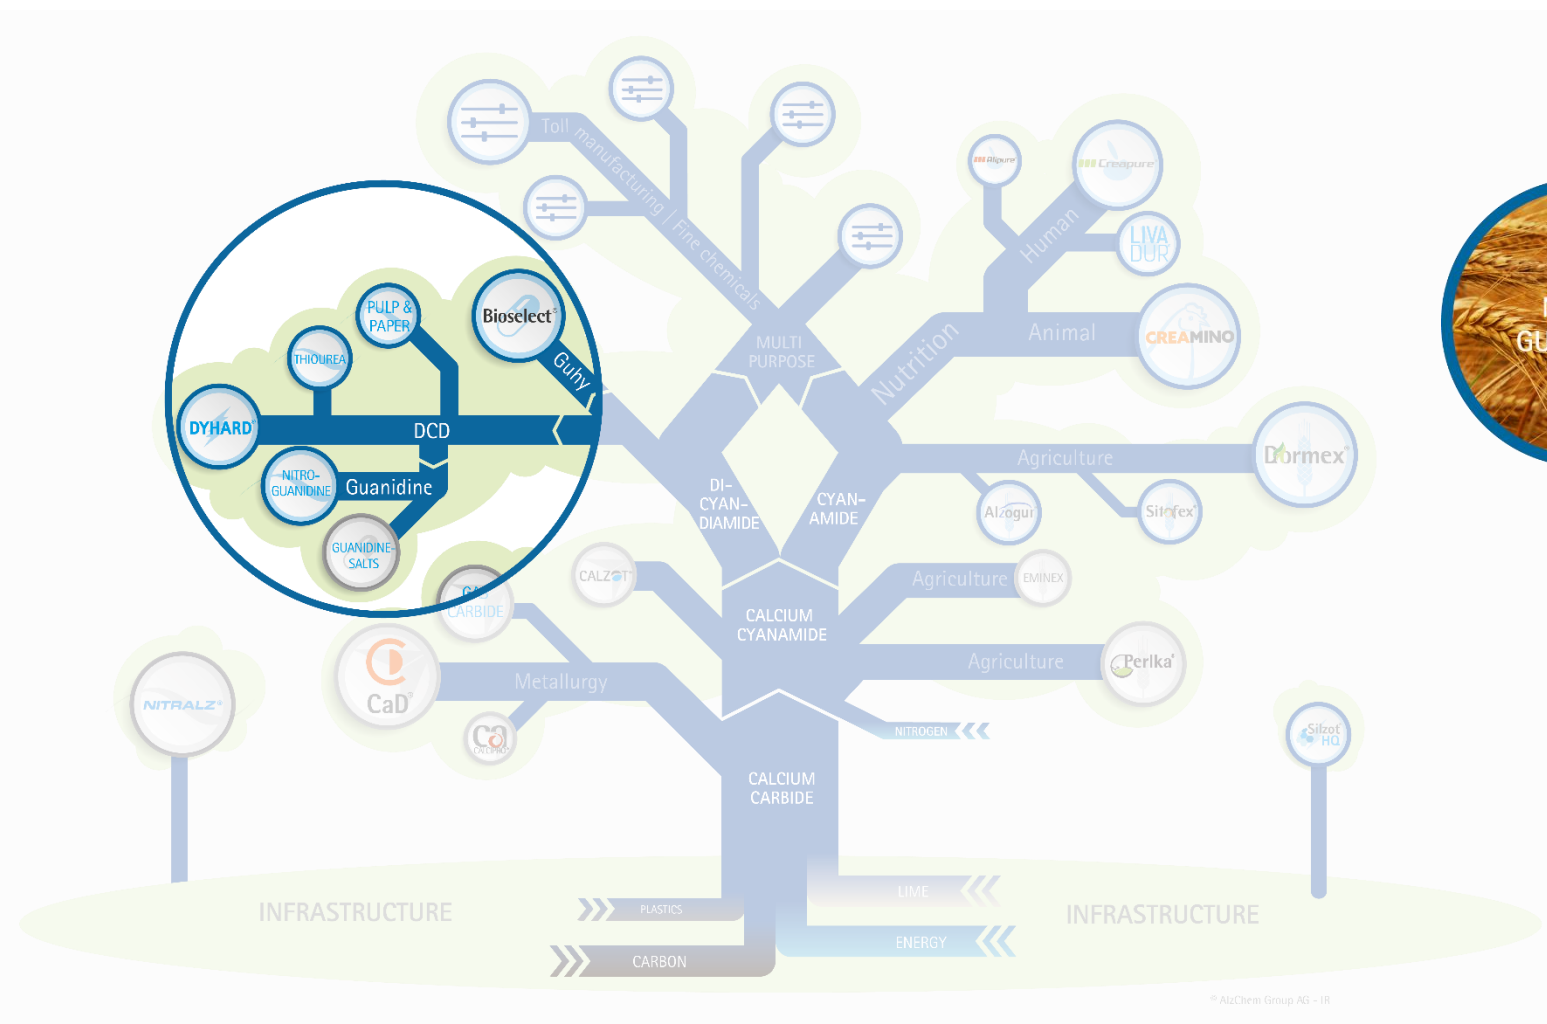 Toil
manufacturing | Fine chemicals
Alipure
Creapure
Human
LIVA
DUR
PULP &
PAPER
Bioselect®
Guhy
THIOUREA
MULTI
PURPOSE
Nutrition
Animal
CREAMINO
DYHARD®
DCD
NITRO-
GUANIDINE
Guanidine
GUANIDINE-
SALTS
DI-
CYAN-
DIAMIDE
CYAN-
AMIDE
Agriculture
Dormex®
Alzogur
Sitofex®
CALZOT
Agriculture
EMINEX
CARBIDE
CALCIUM
CYANAMIDE
Agriculture
Perlka®
CaD®
Metallurgy
NITRALZ®
NITROGEN
Silzot®
HQ
CALCIUM
CARBIDE
INFRASTRUCTURE
PLASTICS
LIME
INFRASTRUCTURE
CARBON
ENERGY
© AlzChem Group AG - IR